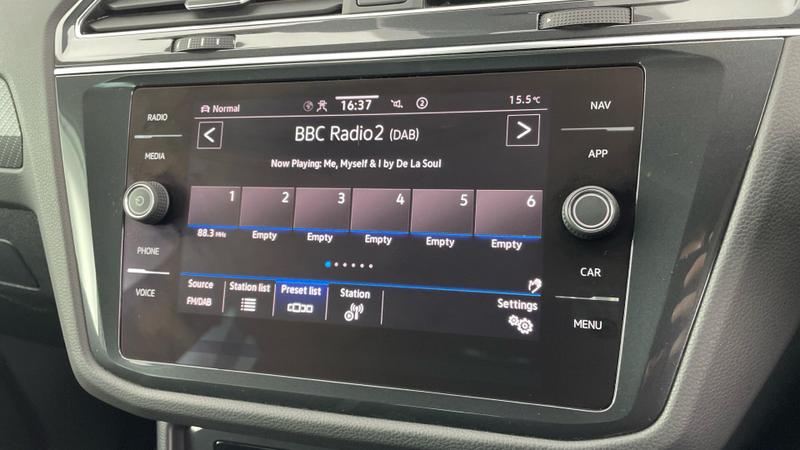 RADIO
MEDIA
PHONE
VOICE
Normal
16:37
2
15.5°C
<
BBC Radio2 (DAB)
>
Now Playing: Me, Myself & I by De La Soul
1 2 3 4 5 6
88.3 MHz Empty Empty Empty Empty Empty
Source Station list Preset list Station Settings
FM/DAB
NAV
APP
CAR
MENU